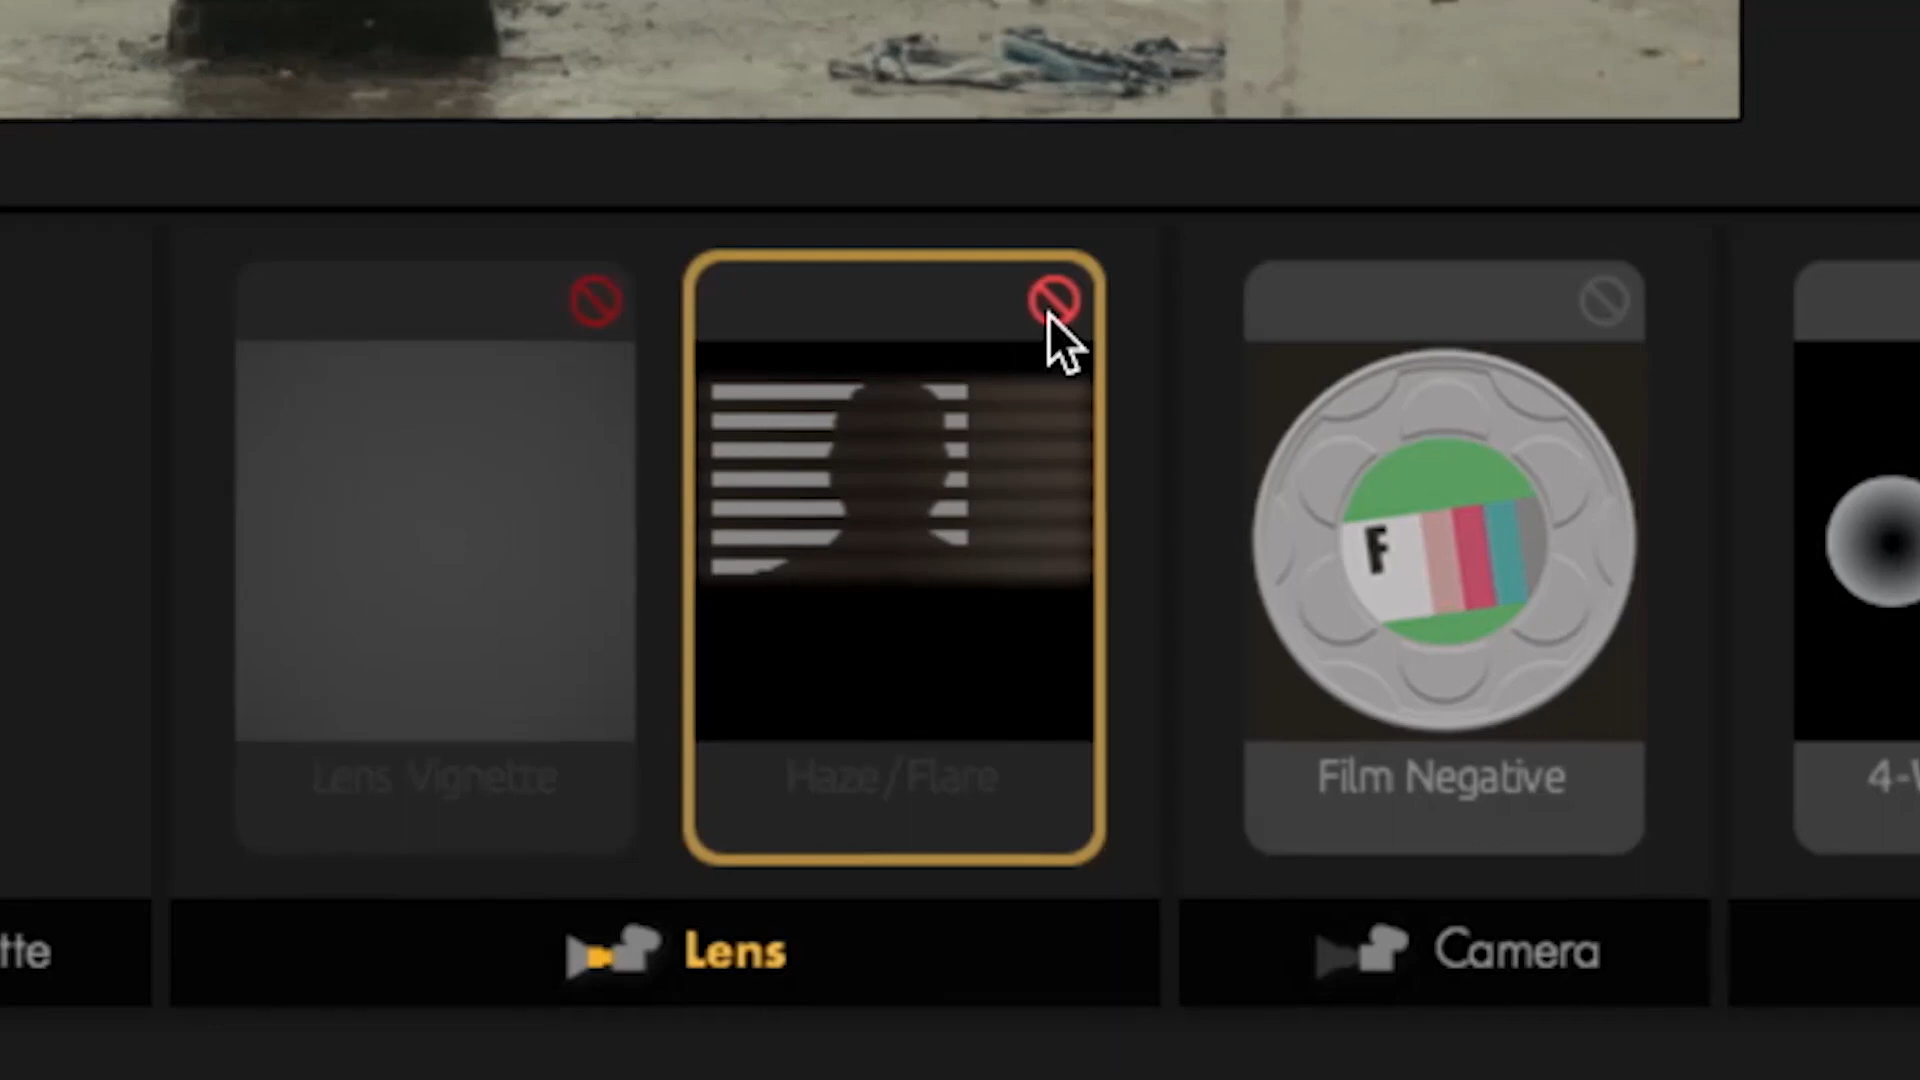 F
Lens Vignette
Haze/Flare
Film Negative
4-
tte
Lens
Camera